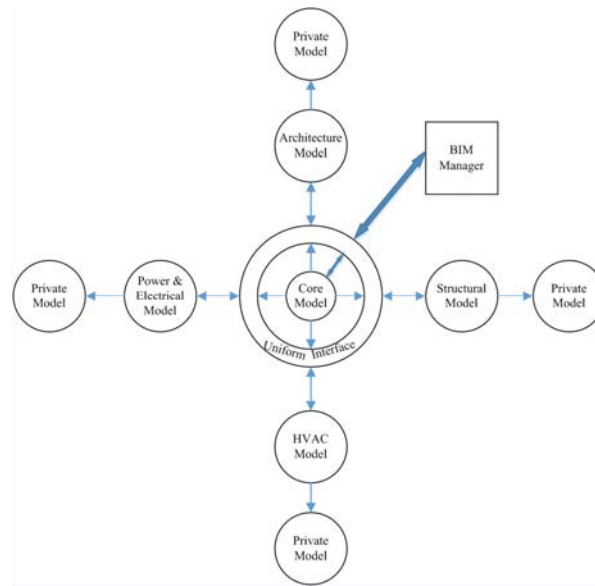 Private
Model
Architecture
Model
BIM
Manager
Private
Model
Power &
Electrical
Model
Core
Model
Structural
Model
Private
Model
Uniform Interface
HVAC
Model
Private
Model